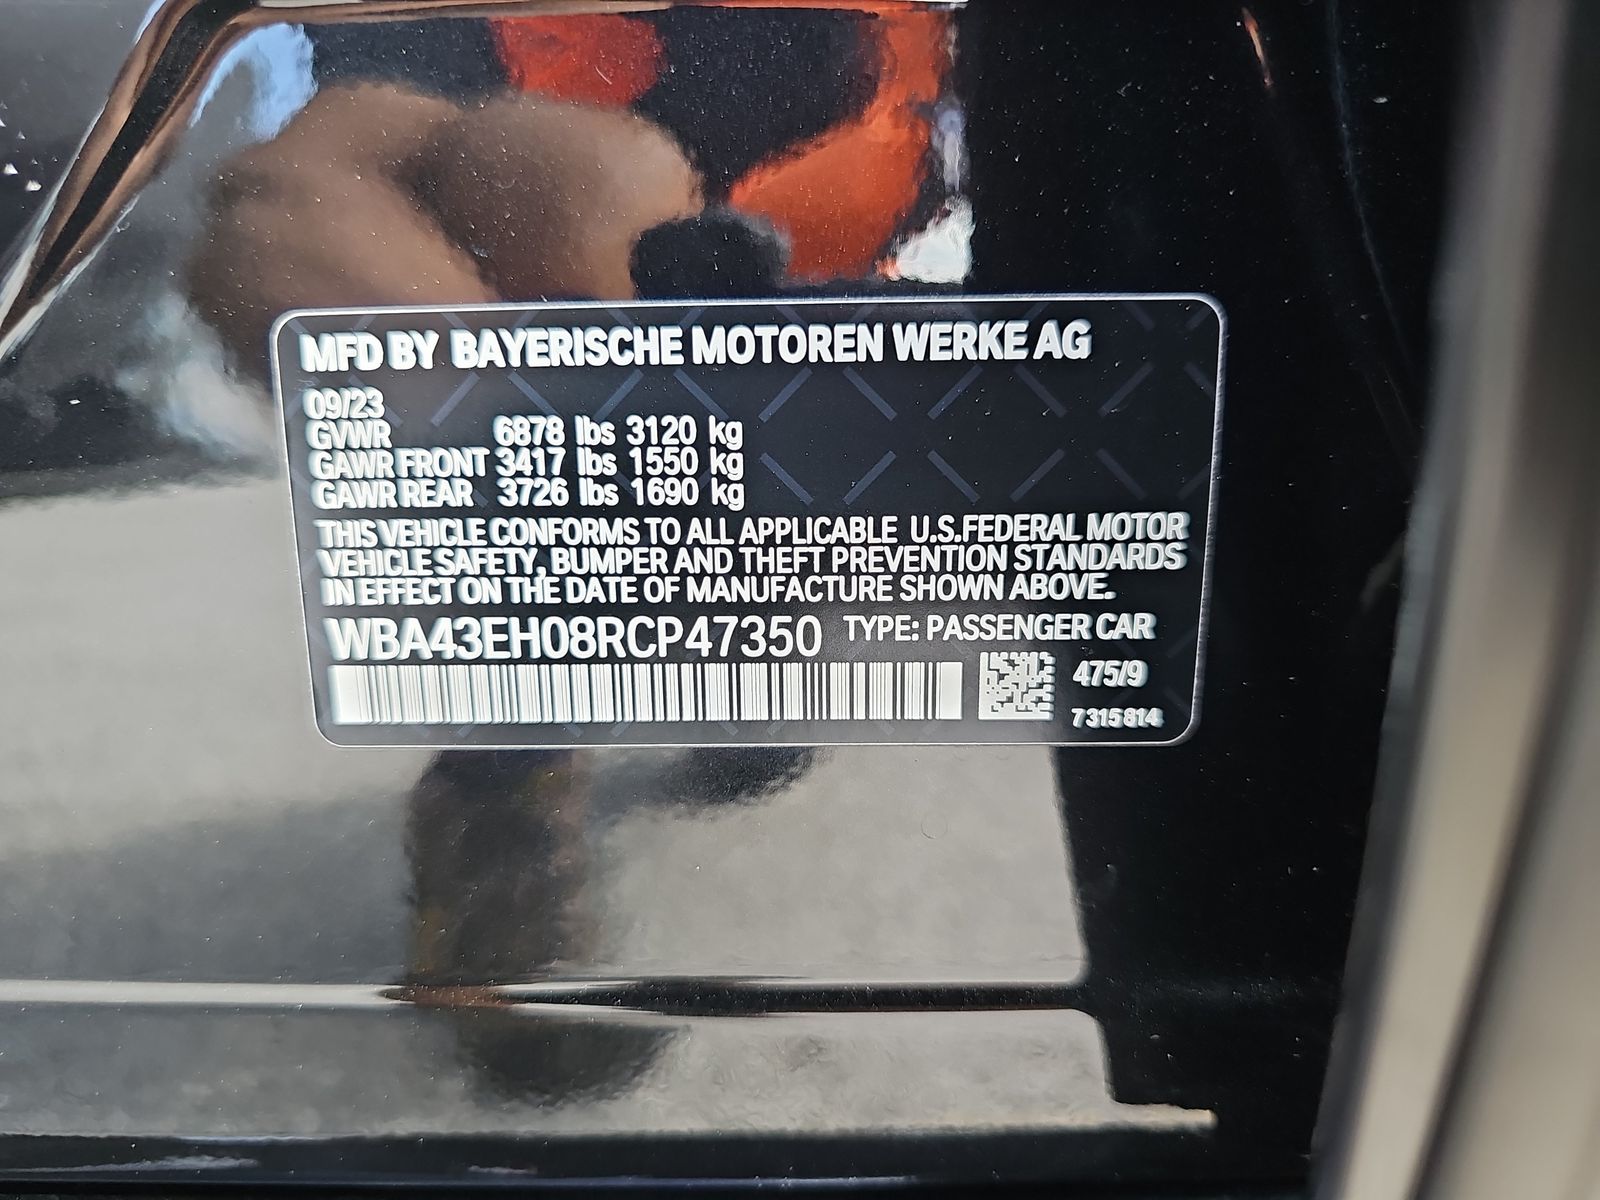 MFD BY BAYERISCHE MOTOREN WERKE AG
09/23
GVWR 6878 lbs 3120 kg
GAWR FRONT 3417 lbs 1550 kg
GAWR REAR 3726 lbs 1690 kg
THIS VEHICLE CONFORMS TO ALL APPLICABLE U.S.FEDERAL MOTOR
VEHICLE SAFETY, BUMPER AND THEFT PREVENTION STANDARDS
IN EFFECT ON THE DATE OF MANUFACTURE SHOWN ABOVE.
WBA43EH08RCP47350 TYPE: PASSENGER CAR
475/9
7315814